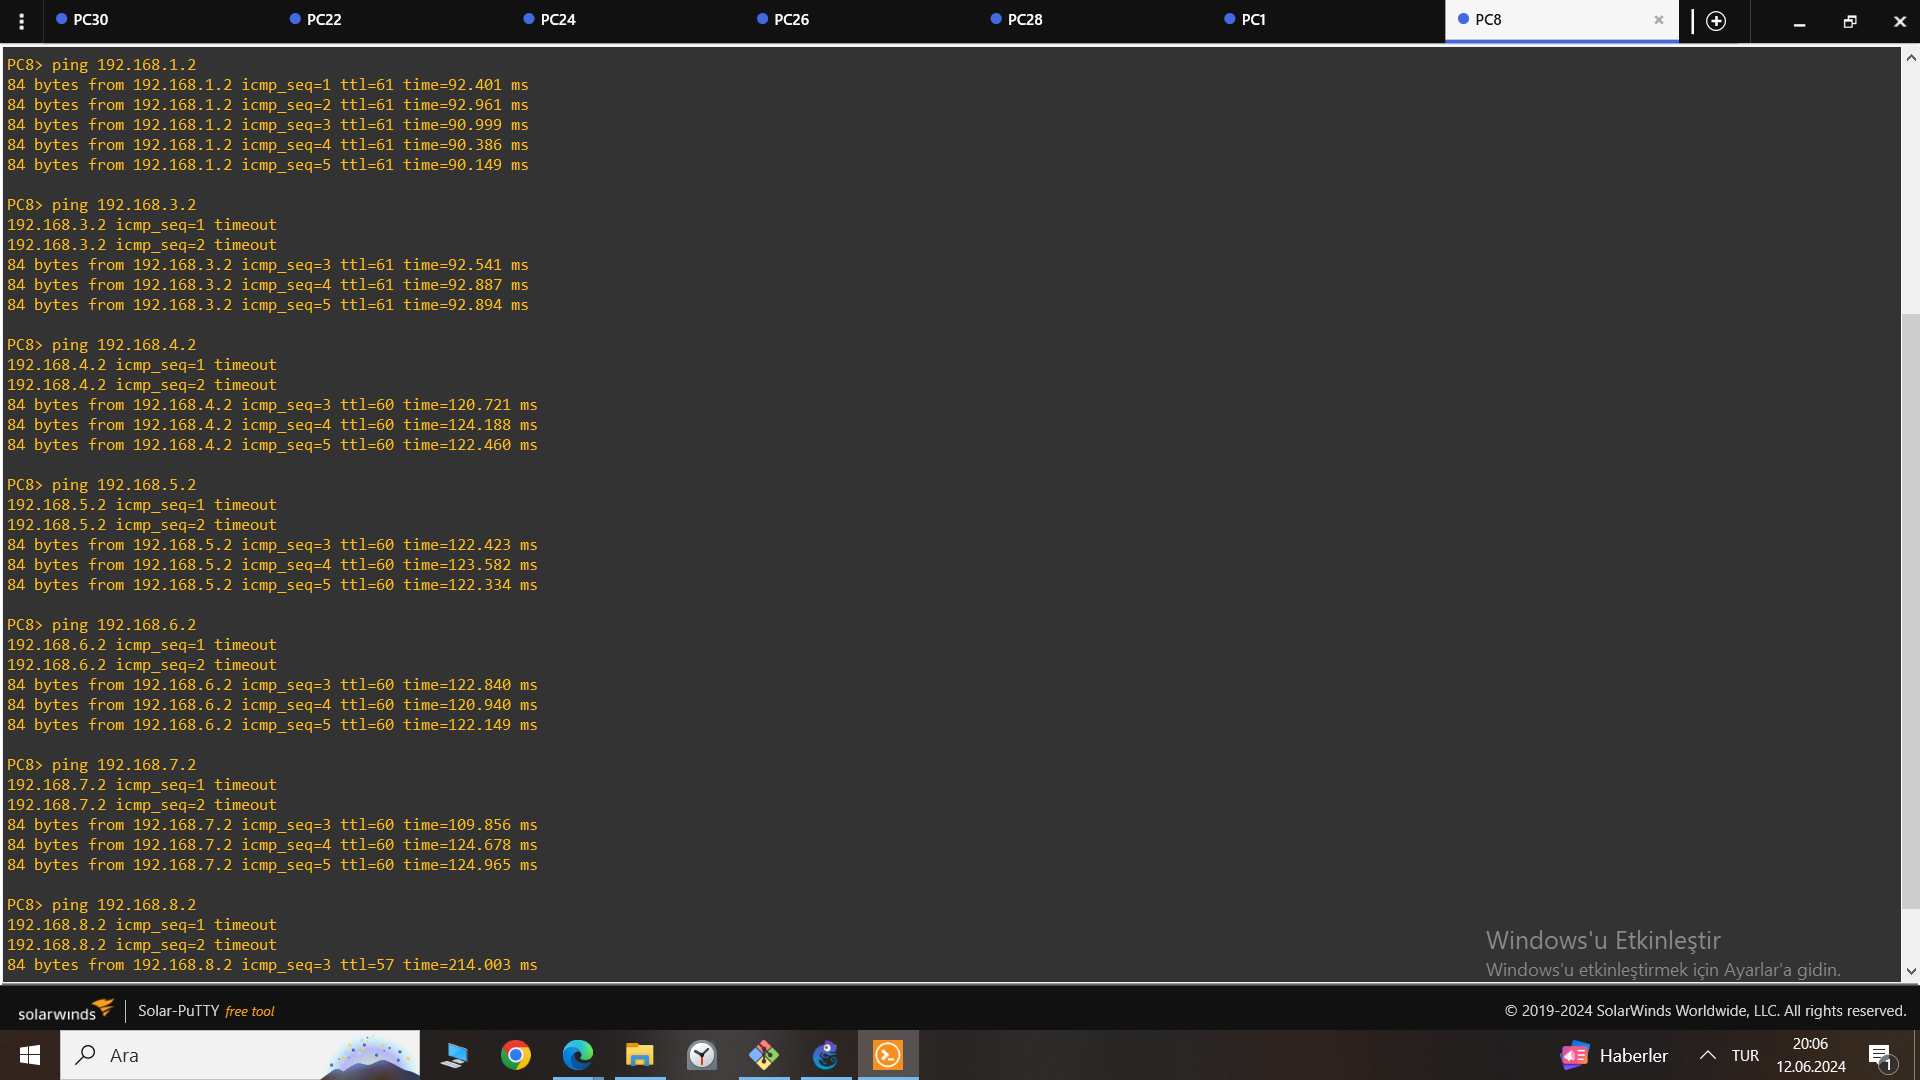 PC30
PC22
PC24
PC26
PC28
PC1
PC8
PC8> ping 192.168.1.2
84 bytes from 192.168.1.2 icmp_seq=1 ttl=61 time=92.401 ms
84 bytes from 192.168.1.2 icmp_seq=2 ttl=61 time=92.961 ms
84 bytes from 192.168.1.2 icmp_seq=3 ttl=61 time=90.999 ms
84 bytes from 192.168.1.2 icmp_seq=4 ttl=61 time=90.386 ms
84 bytes from 192.168.1.2 icmp_seq=5 ttl=61 time=90.149 ms
PC8> ping 192.168.3.2
192.168.3.2 icmp_seq=1 timeout
192.168.3.2 icmp_seq=2 timeout
84 bytes from 192.168.3.2 icmp_seq=3 ttl=61 time=92.541 ms
84 bytes from 192.168.3.2 icmp_seq=4 ttl=61 time=92.887 ms
84 bytes from 192.168.3.2 icmp_seq=5 ttl=61 time=92.894 ms
PC8> ping 192.168.4.2
192.168.4.2 icmp_seq=1 timeout
192.168.4.2 icmp_seq=2 timeout
84 bytes from 192.168.4.2 icmp_seq=3 ttl=60 time=120.721 ms
84 bytes from 192.168.4.2 icmp_seq=4 ttl=60 time=124.188 ms
84 bytes from 192.168.4.2 icmp_seq=5 ttl=60 time=122.460 ms
PC8> ping 192.168.5.2
192.168.5.2 icmp_seq=1 timeout
192.168.5.2 icmp_seq=2 timeout
84 bytes from 192.168.5.2 icmp_seq=3 ttl=60 time=122.423 ms
84 bytes from 192.168.5.2 icmp_seq=4 ttl=60 time=123.582 ms
84 bytes from 192.168.5.2 icmp_seq=5 ttl=60 time=122.334 ms
PC8> ping 192.168.6.2
192.168.6.2 icmp_seq=1 timeout
192.168.6.2 icmp_seq=2 timeout
84 bytes from 192.168.6.2 icmp_seq=3 ttl=60 time=122.840 ms
84 bytes from 192.168.6.2 icmp_seq=4 ttl=60 time=120.940 ms
84 bytes from 192.168.6.2 icmp_seq=5 ttl=60 time=122.149 ms
PC8> ping 192.168.7.2
192.168.7.2 icmp_seq=1 timeout
192.168.7.2 icmp_seq=2 timeout
84 bytes from 192.168.7.2 icmp_seq=3 ttl=60 time=109.856 ms
84 bytes from 192.168.7.2 icmp_seq=4 ttl=60 time=124.678 ms
84 bytes from 192.168.7.2 icmp_seq=5 ttl=60 time=124.965 ms
PC8> ping 192.168.8.2
192.168.8.2 icmp_seq=1 timeout
192.168.8.2 icmp_seq=2 timeout
84 bytes from 192.168.8.2 icmp_seq=3 ttl=57 time=214.003 ms
Windows'u Etkinleştir
Windows'u etkinleştirmek için Ayarlar'a gidin.
solarwinds
Solar-PuTTY free tool
© 2019-2024 SolarWinds Worldwide, LLC. All rights reserved.
Ara
Haberler
TUR
20:06
12.06.2024
1